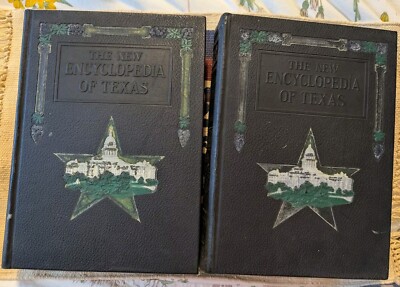 THE NEW
ENCYCLOPEDIA
OF TEXAS
THE NEW
ENCYCLOPEDIA
OF TEXAS